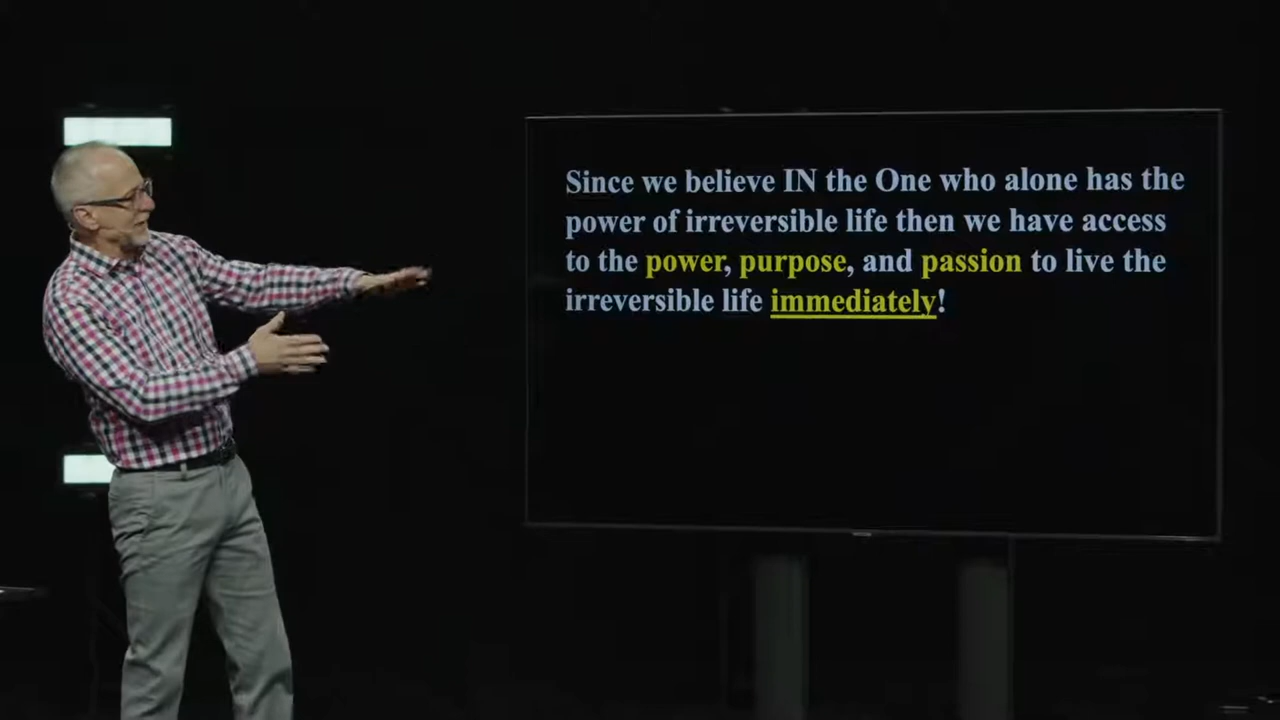 Since we believe IN the One who alone has the
power of irreversible life then we have access
to the power, purpose, and passion to live the
irreversible life immediately!